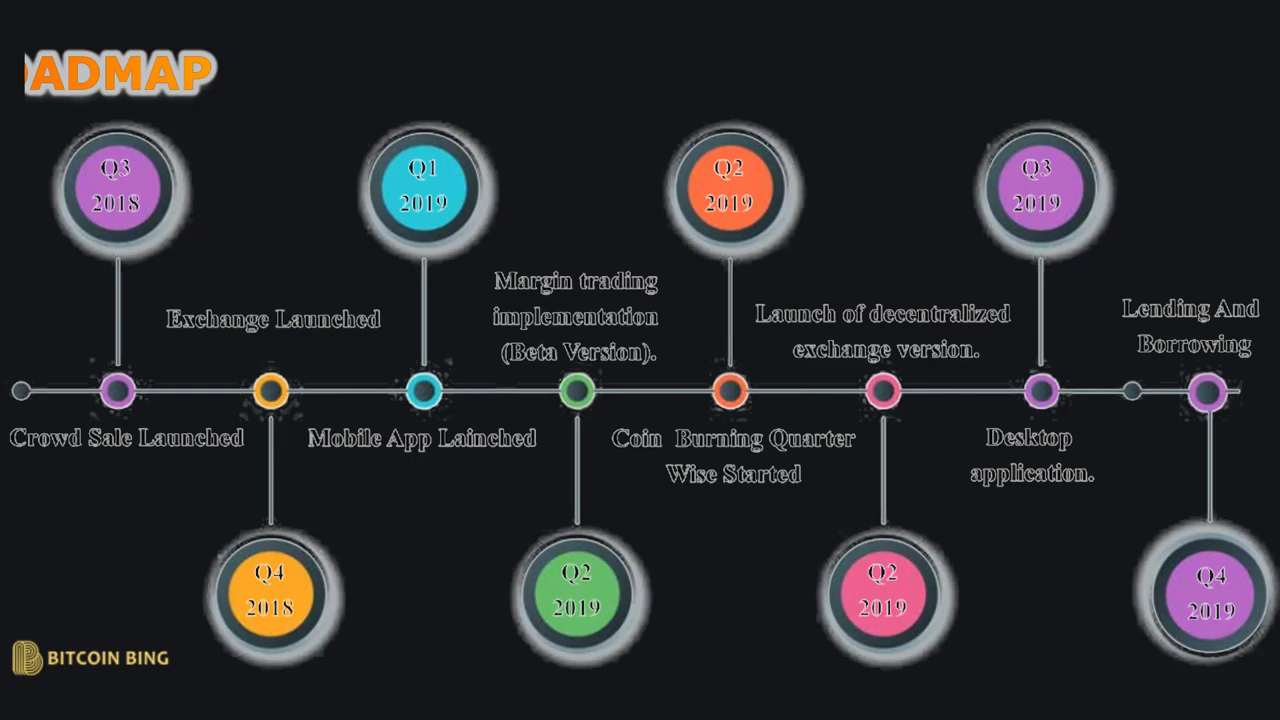 OADMAP
Q3
2018
Q1
2019
Q2
2019
Q3
2019
Exchange Launched
Margin trading
implementation
(Beta Version).
Launch of decentralized
exchange version.
Lending And
Borrowing
Crowd Sale Launched
Mobile App Lainched
Coin Burning Quarter
Wise Started
Desktop
application.
Q4
2018
Q2
2019
Q2
2019
Q4
2019
BITCOIN BING